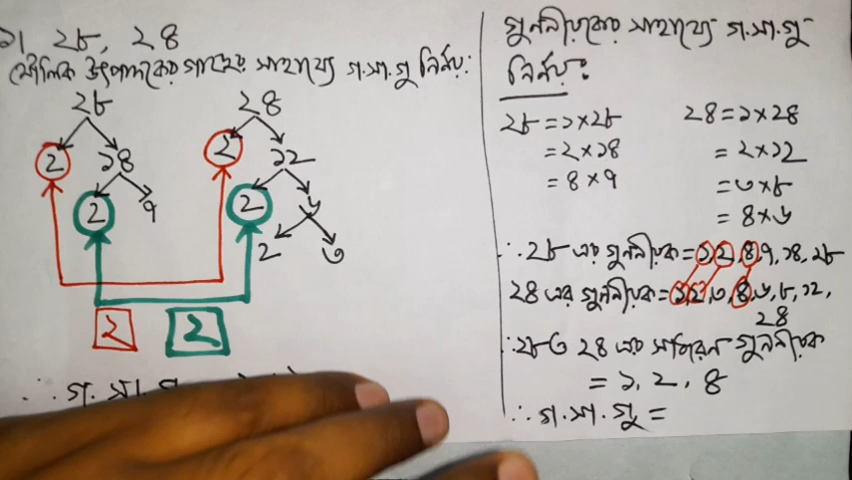 ১। ২৮, ২৪
মৌলিক উৎপাদকের গাছের সাহায্যে গ.সা.গু নির্নয়:
২৮
২৪
২
১৪
২
১২
২
৭
২
৬
২
৩
২
২
∴ গ.সা.গু
গুননীয়কের সাহায্যে গ.সা.গু
নির্নয়:
২৮ = ১×২৮
= ২×১৪
= ৪×৭
২৪ = ১×২৪
= ২×১২
= ৩×৮
= ৪×৬
∴ ২৮ এর গুননীয়ক = ১, ২, ৪, ৭, ১৪, ২৮
২৪ এর গুননীয়ক = ১, ২, ৩, ৪, ৬, ৮, ১২,
২৪
∴ ২৮ ও ২৪ এর সাধারন গুননীয়ক
= ১, ২, ৪
∴ গ.সা.গু =